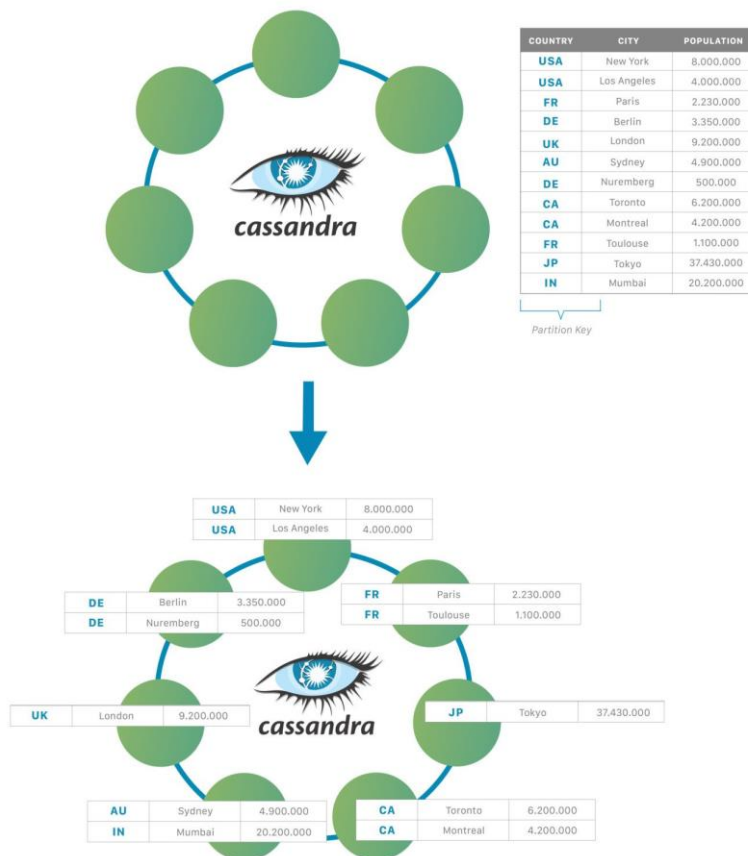 COUNTRY CITY POPULATION
USA New York 8.000.000
USA Los Angeles 4.000.000
FR Paris 2.230.000
DE Berlin 3.350.000
UK London 9.200.000
AU Sydney 4.900.000
DE Nuremberg 500.000
CA Toronto 6.200.000
CA Montreal 4.200.000
FR Toulouse 1.100.000
JP Tokyo 37.430.000
IN Mumbai 20.200.000
Partition Key
cassandra
USA New York 8.000.000
USA Los Angeles 4.000.000
DE Berlin 3.350.000
DE Nuremberg 500.000
FR Paris 2.230.000
FR Toulouse 1.100.000
UK London 9.200.000
cassandra
JP Tokyo 37.430.000
AU Sydney 4.900.000
IN Mumbai 20.200.000
CA Toronto 6.200.000
CA Montreal 4.200.000